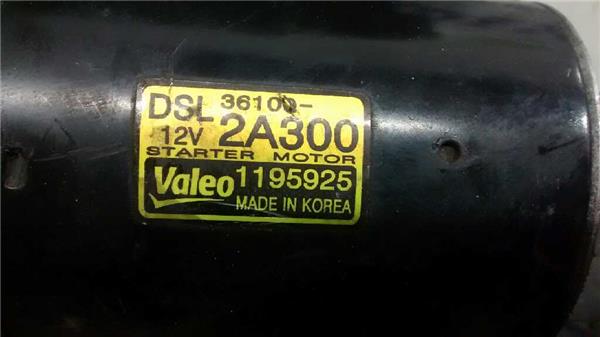 DSL 36100-
12V 2A300
STARTER MOTOR
Valeo 1195925
MADE IN KOREA